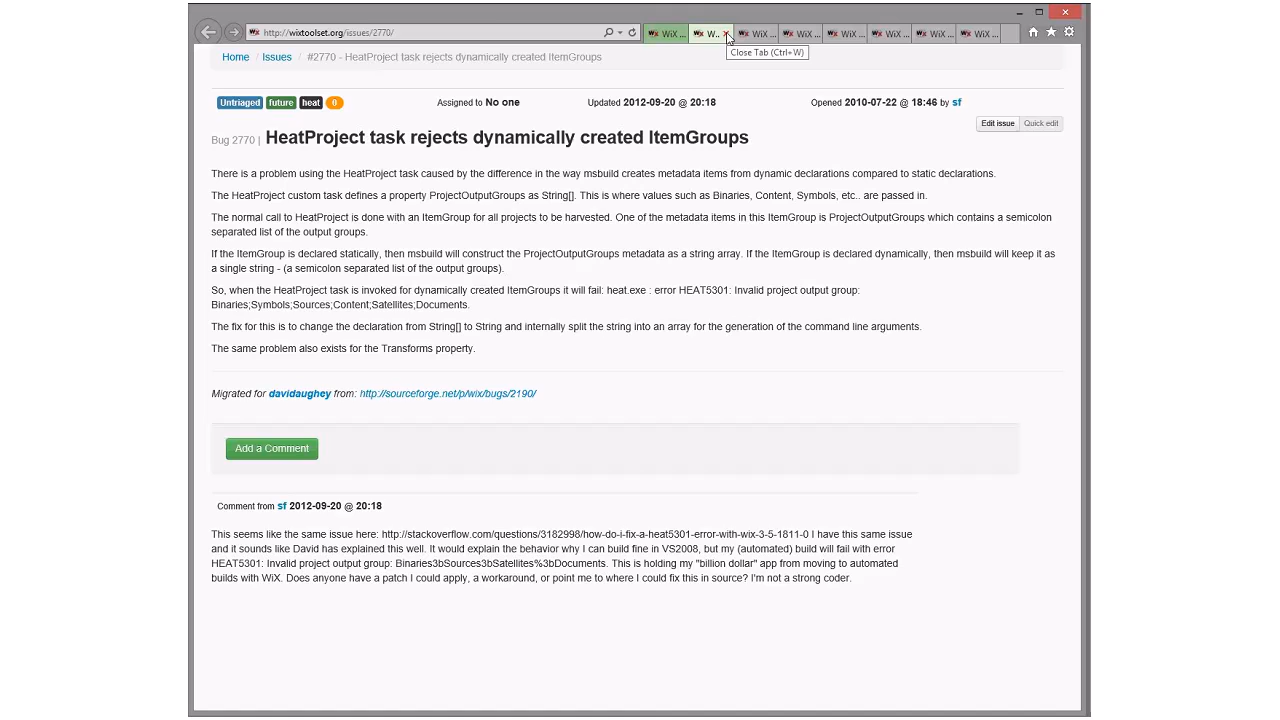 http://wixtoolset.org/issues/2770/
WiX ...
W...
WiX ...
WiX ...
WiX ...
WiX ...
WiX ...
WiX ...
Close Tab (Ctrl+W)
Home / Issues / #2770 - HeatProject task rejects dynamically created ItemGroups
Untriaged future heat 0 Assigned to No one Updated 2012-09-20 @ 20:18 Opened 2010-07-22 @ 18:46 by sf
Edit issue Quick edit
Bug 2770 | HeatProject task rejects dynamically created ItemGroups
There is a problem using the HeatProject task caused by the difference in the way msbuild creates metadata items from dynamic declarations compared to static declarations.
The HeatProject custom task defines a property ProjectOutputGroups as String[]. This is where values such as Binaries, Content, Symbols, etc.. are passed in.
The normal call to HeatProject is done with an ItemGroup for all projects to be harvested. One of the metadata items in this ItemGroup is ProjectOutputGroups which contains a semicolon
separated list of the output groups.
If the ItemGroup is declared statically, then msbuild will construct the ProjectOutputGroups metadata as a string array. If the ItemGroup is declared dynamically, then msbuild will keep it as
a single string - (a semicolon separated list of the output groups).
So, when the HeatProject task is invoked for dynamically created ItemGroups it will fail: heat.exe : error HEAT5301: Invalid project output group:
Binaries;Symbols;Sources;Content;Satellites;Documents.
The fix for this is to change the declaration from String[] to String and internally split the string into an array for the generation of the command line arguments.
The same problem also exists for the Transforms property.
Migrated for davidaughey from: http://sourceforge.net/p/wix/bugs/2190/
Add a Comment
Comment from sf 2012-09-20 @ 20:18
This seems like the same issue here: http://stackoverflow.com/questions/3182998/how-do-i-fix-a-heat5301-error-with-wix-3-5-1811-0 I have this same issue
and it sounds like David has explained this well. It would explain the behavior why I can build fine in VS2008, but my (automated) build will fail with error
HEAT5301: Invalid project output group: Binaries3bSources3bSatellites%3bDocuments. This is holding my "billion dollar" app from moving to automated
builds with WiX. Does anyone have a patch I could apply, a workaround, or point me to where I could fix this in source? I'm not a strong coder.